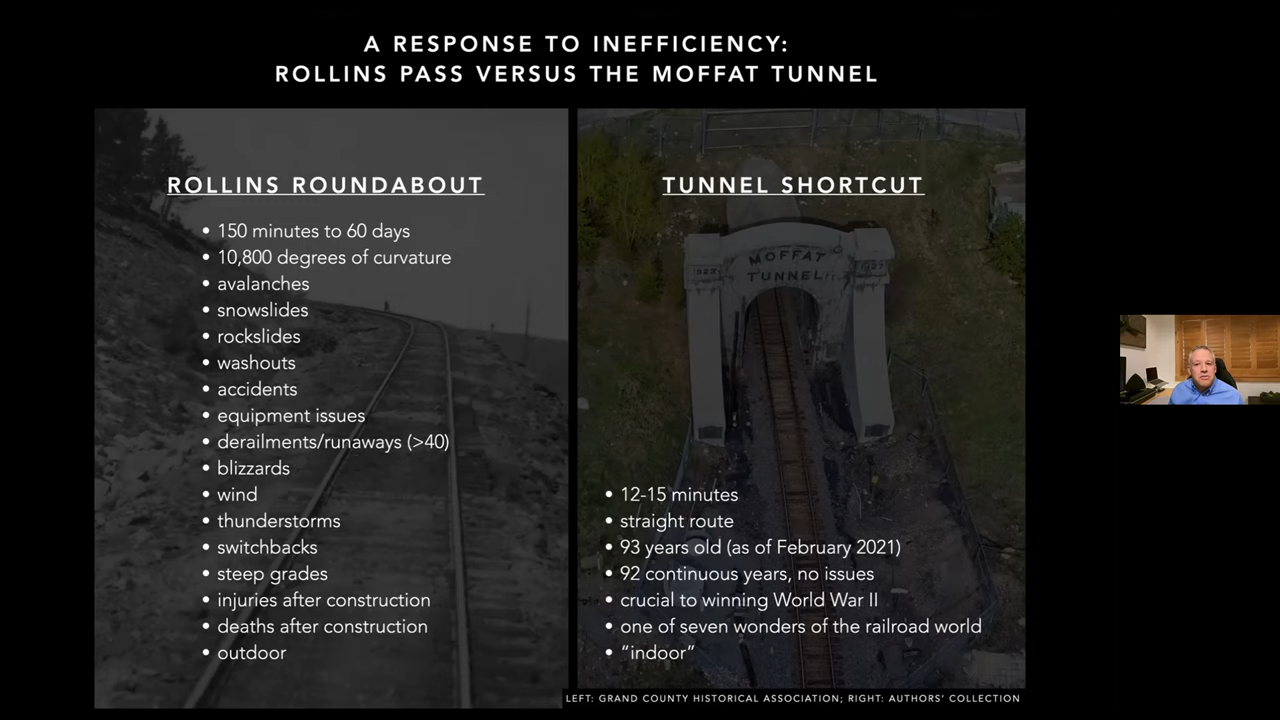 A RESPONSE TO INEFFICIENCY:
ROLLINS PASS VERSUS THE MOFFAT TUNNEL
ROLLINS ROUNDABOUT
• 150 minutes to 60 days
• 10,800 degrees of curvature
• avalanches
• snowslides
• rockslides
• washouts
• accidents
• equipment issues
• derailments/runaways (>40)
• blizzards
• wind
• thunderstorms
• switchbacks
• steep grades
• injuries after construction
• deaths after construction
• outdoor
TUNNEL SHORTCUT
MOFFAT
TUNNEL
• 12-15 minutes
• straight route
• 93 years old (as of February 2021)
• 92 continuous years, no issues
• crucial to winning World War II
• one of seven wonders of the railroad world
• “indoor”
LEFT: GRAND COUNTY HISTORICAL ASSOCIATION; RIGHT: AUTHORS’ COLLECTION